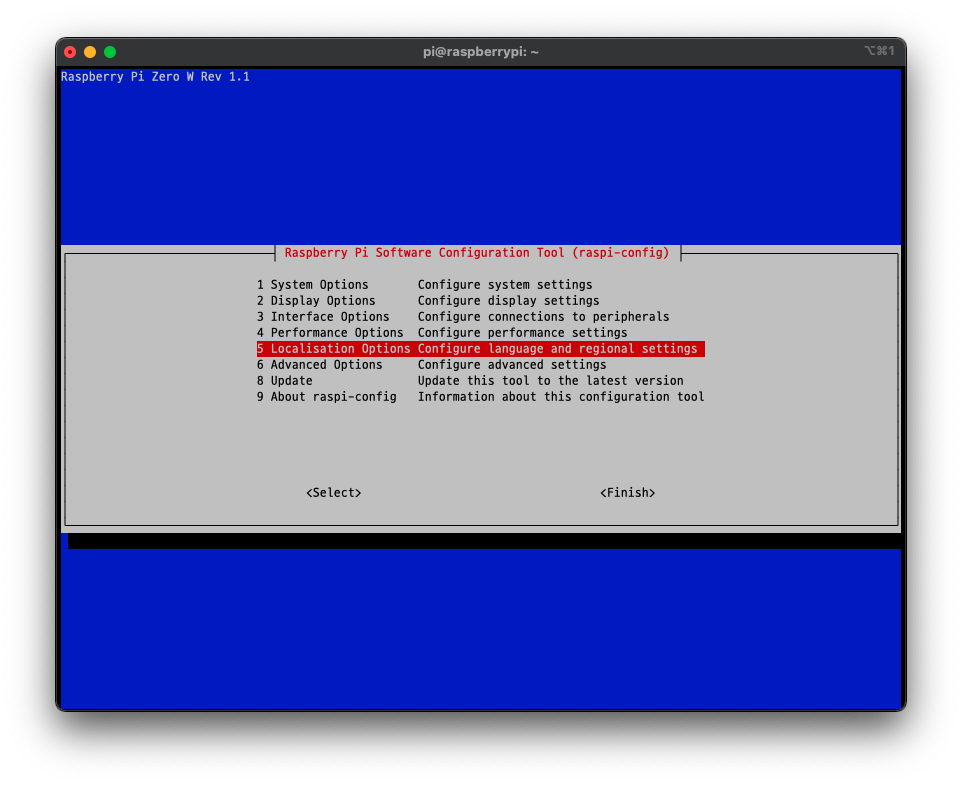 pi@raspberrypi: ~
⌥⌘1
Raspberry Pi Zero W Rev 1.1
Raspberry Pi Software Configuration Tool (raspi-config)
1 System Options Configure system settings
2 Display Options Configure display settings
3 Interface Options Configure connections to peripherals
4 Performance Options Configure performance settings
5 Localisation Options Configure language and regional settings
6 Advanced Options Configure advanced settings
8 Update Update this tool to the latest version
9 About raspi-config Information about this configuration tool
<Select> <Finish>